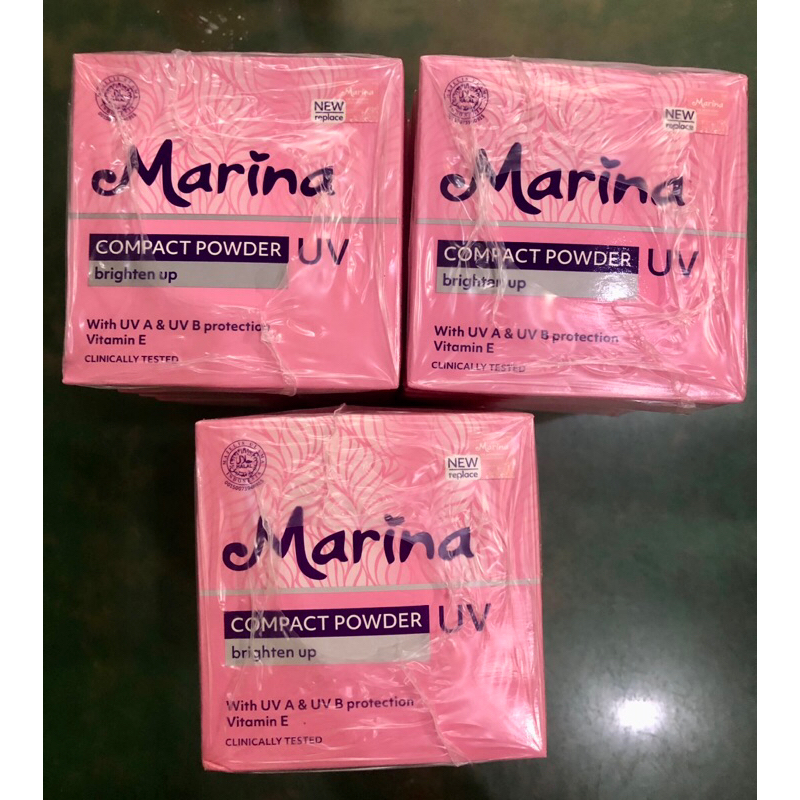 NEW
replace
Marina
COMPACT POWDER UV
brighten up
With UV A & UV B protection
Vitamin E
CLINICALLY TESTED
NEW
replace
Marina
COMPACT POWDER UV
brighten up
With UV A & UV B protection
Vitamin E
CLINICALLY TESTED
NEW
replace
Marina
COMPACT POWDER UV
brighten up
With UV A & UV B protection
Vitamin E
CLINICALLY TESTED